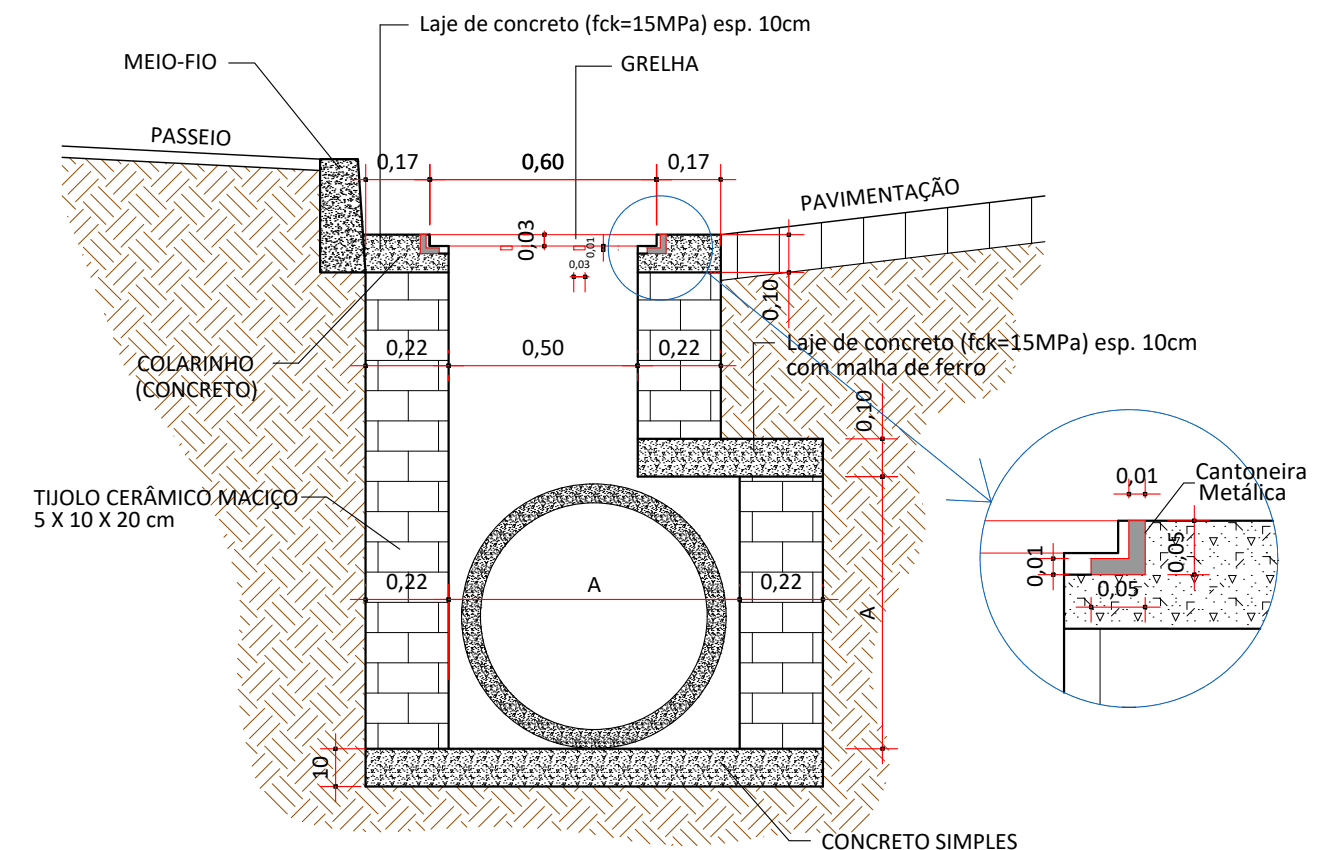 Laje de concreto (fck=15MPa) esp. 10cm
MEIO-FIO
GRELHA
PASSEIO
0,17
0,60
0,17
PAVIMENTAÇÃO
0,03
0,01
0,03
0,10
0,22
0,50
0,22
Laje de concreto (fck=15MPa) esp. 10cm
com malha de ferro
COLARINHO
(CONCRETO)
0,10
TIJOLO CERÂMICO MACIÇO
5 X 10 X 20 cm
0,01
Cantoneira
Metálica
0,01
0,05
0,05
0,22
A
0,22
A
10
CONCRETO SIMPLES